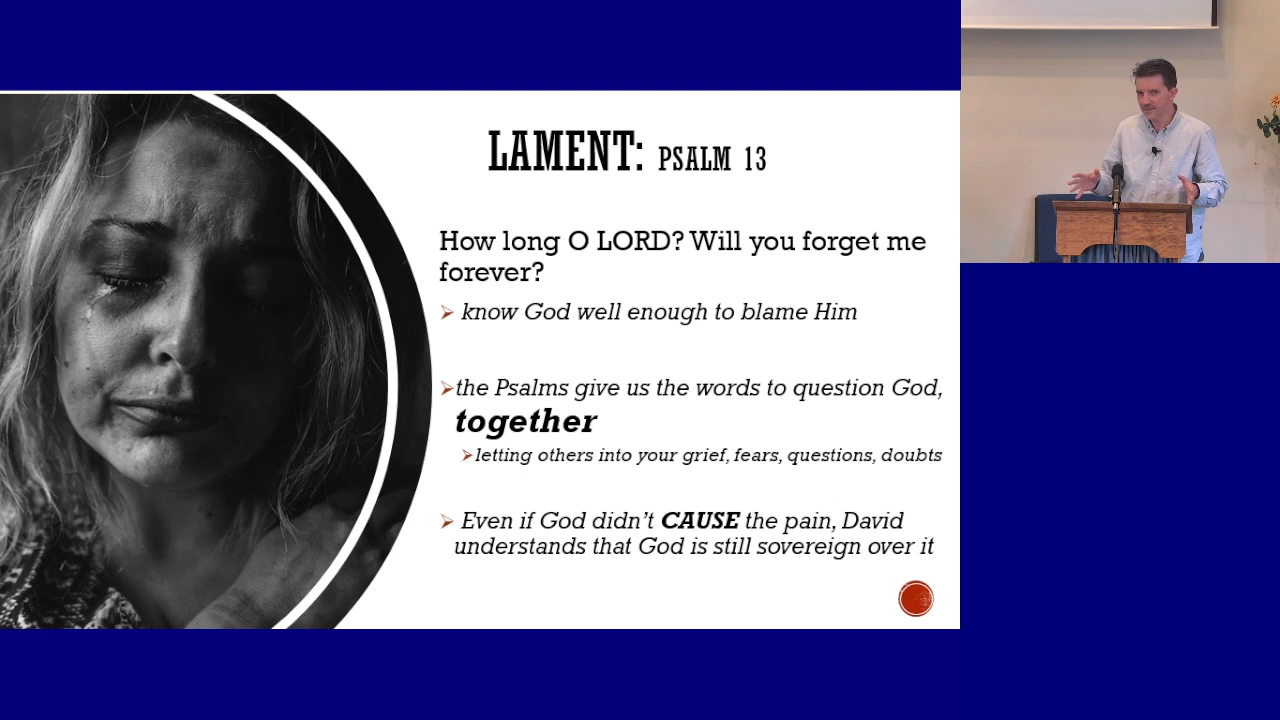 LAMENT: PSALM 13
How long O LORD? Will you forget me
forever?
know God well enough to blame Him
the Psalms give us the words to question God,
together
letting others into your grief, fears, questions, doubts
Even if God didn't CAUSE the pain, David
understands that God is still sovereign over it